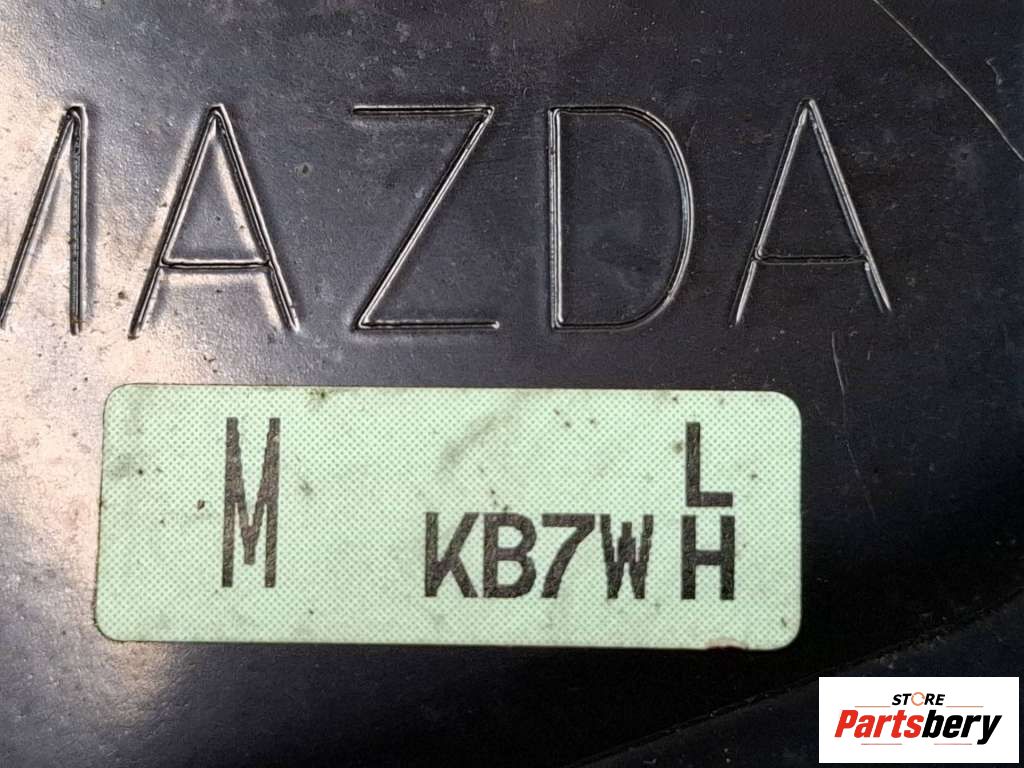 MAZDA
M
L
KB7W H
STORE
Partsbery